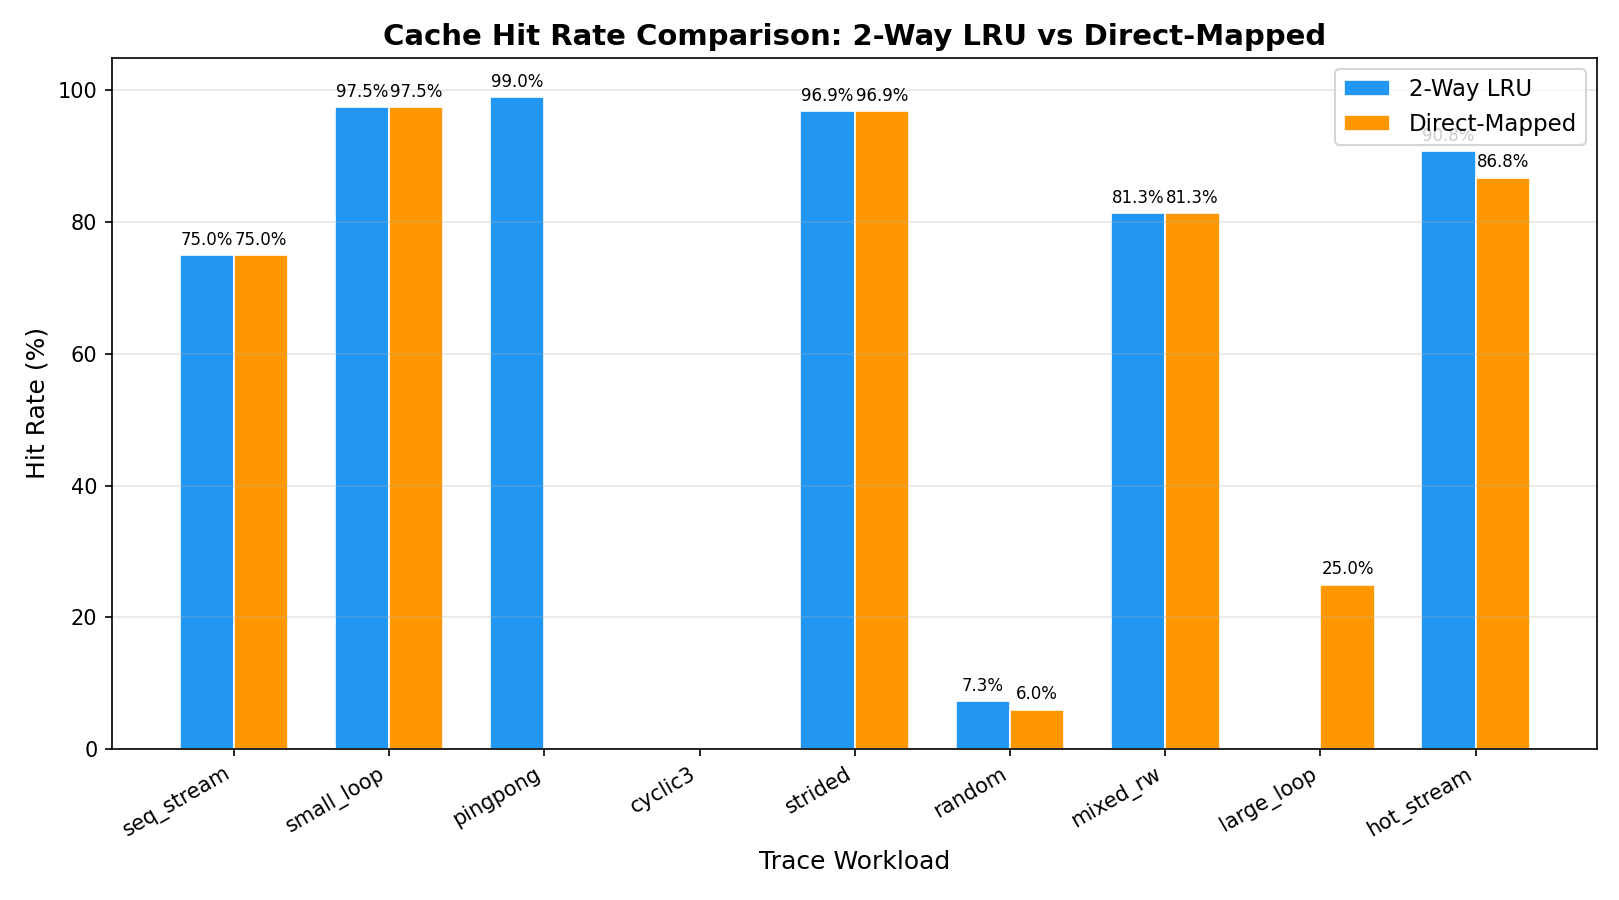 Cache Hit Rate Comparison: 2-Way LRU vs Direct-Mapped
2-Way LRU
Direct-Mapped
Hit Rate (%)
100
80
60
40
20
0
75.0% 75.0%
97.5% 97.5%
99.0%
96.9% 96.9%
7.3% 6.0%
81.3% 81.3%
25.0%
90.8% 86.8%
seq_stream
small_loop
pingpong
cyclic3
strided
random
mixed_rw
large_loop
hot_stream
Trace Workload